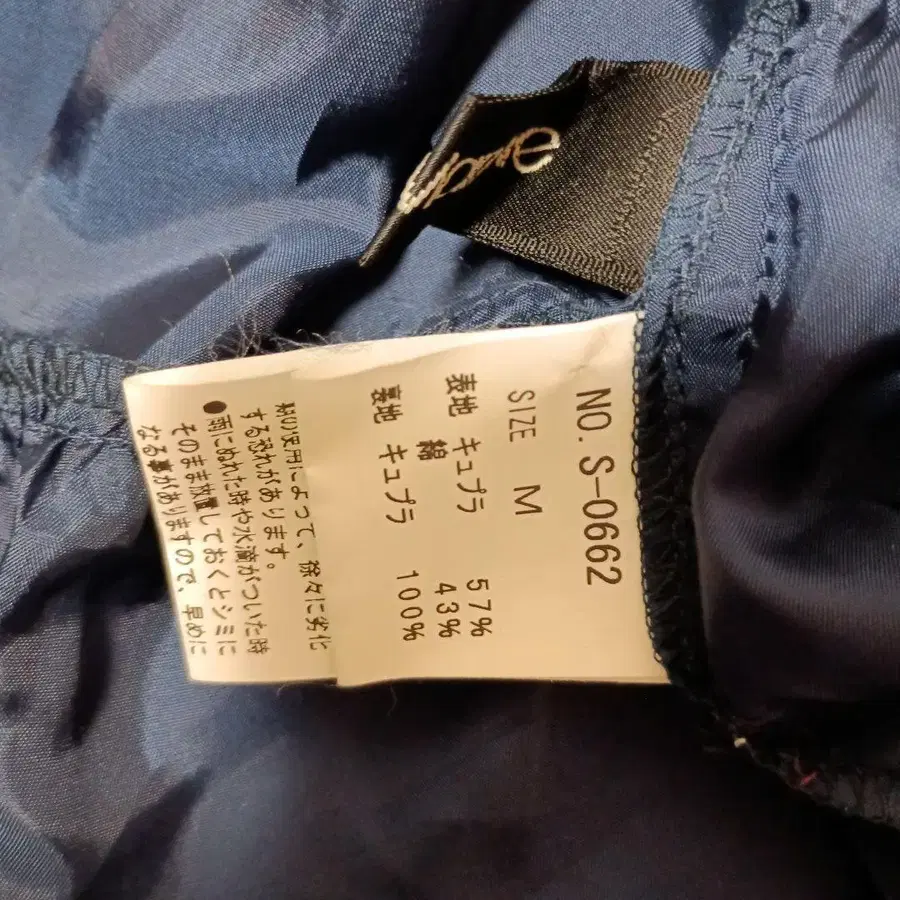 NO. S-0662
SIZE M
表地 キュプラ 57%
綿 43%
裏地 キュプラ 100%
の使用によって、徐々に劣化
する恐れがあります。
●雨にぬれた時や水滴がついた時
そのまま放置しておくとシミに
なる事がありますので、早めに